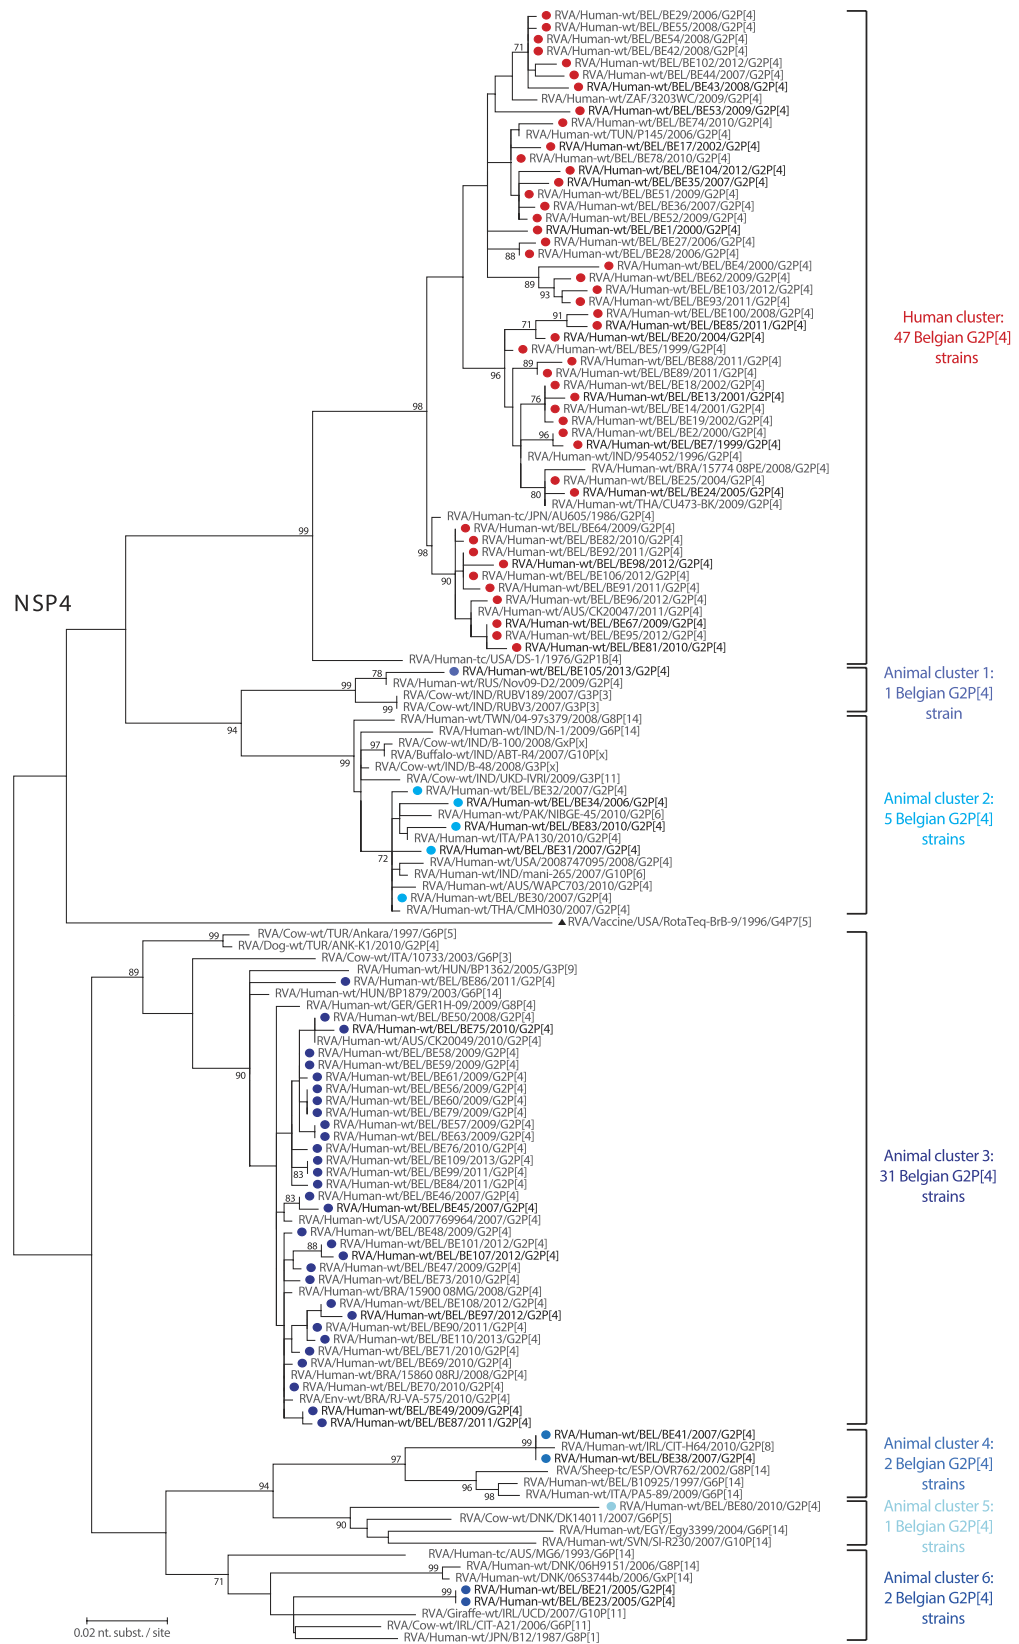 RVA/Human-wt/BEL/BE29/2006/G2P[4]
RVA/Human-wt/BEL/BE55/2008/G2P[4]
RVA/Human-wt/BEL/BE54/2008/G2P[4]
71
RVA/Human-wt/BEL/BE42/2008/G2P[4]
RVA/Human-wt/BEL/BE102/2012/G2P[4]
RVA/Human-wt/BEL/BE44/2007/G2P[4]
RVA/Human-wt/BEL/BE43/2008/G2P[4]
RVA/Human-wt/ZAF/3203WC/2009/G2P[4]
RVA/Human-wt/BEL/BE53/2009/G2P[4]
RVA/Human-wt/BEL/BE74/2010/G2P[4]
RVA/Human-wt/TUN/P145/2006/G2P[4]
RVA/Human-wt/BEL/BE17/2002/G2P[4]
RVA/Human-wt/BEL/BE78/2010/G2P[4]
RVA/Human-wt/BEL/BE104/2012/G2P[4]
RVA/Human-wt/BEL/BE35/2007/G2P[4]
RVA/Human-wt/BEL/BE51/2009/G2P[4]
RVA/Human-wt/BEL/BE36/2007/G2P[4]
RVA/Human-wt/BEL/BE52/2009/G2P[4]
RVA/Human-wt/BEL/BE1/2000/G2P[4]
RVA/Human-wt/BEL/BE27/2006/G2P[4]
88
RVA/Human-wt/BEL/BE28/2006/G2P[4]
RVA/Human-wt/BEL/BE4/2000/G2P[4]
RVA/Human-wt/BEL/BE62/2009/G2P[4]
89
RVA/Human-wt/BEL/BE103/2012/G2P[4]
93
RVA/Human-wt/BEL/BE93/2011/G2P[4]
91
RVA/Human-wt/BEL/BE100/2008/G2P[4]
71
RVA/Human-wt/BEL/BE85/2011/G2P[4]
RVA/Human-wt/BEL/BE20/2004/G2P[4]
RVA/Human-wt/BEL/BE5/1999/G2P[4]
89
RVA/Human-wt/BEL/BE88/2011/G2P[4]
96
RVA/Human-wt/BEL/BE89/2011/G2P[4]
RVA/Human-wt/BEL/BE18/2002/G2P[4]
76
RVA/Human-wt/BEL/BE13/2001/G2P[4]
98
RVA/Human-wt/BEL/BE14/2001/G2P[4]
RVA/Human-wt/BEL/BE19/2002/G2P[4]
96
RVA/Human-wt/BEL/BE2/2000/G2P[4]
RVA/Human-wt/BEL/BE7/1999/G2P[4]
RVA/Human-wt/IND/954052/1996/G2P[4]
RVA/Human-wt/BRA/15774 08PE/2008/G2P[4]
RVA/Human-wt/BEL/BE25/2004/G2P[4]
80
RVA/Human-wt/BEL/BE24/2005/G2P[4]
RVA/Human-wt/THA/CU473-BK/2009/G2P[4]
RVA/Human-tc/JPN/AU605/1986/G2P[4]
99
RVA/Human-wt/BEL/BE64/2009/G2P[4]
RVA/Human-wt/BEL/BE82/2010/G2P[4]
98
RVA/Human-wt/BEL/BE92/2011/G2P[4]
RVA/Human-wt/BEL/BE98/2012/G2P[4]
90
RVA/Human-wt/BEL/BE106/2012/G2P[4]
RVA/Human-wt/BEL/BE91/2011/G2P[4]
RVA/Human-wt/BEL/BE96/2012/G2P[4]
RVA/Human-wt/AUS/CK20047/2011/G2P[4]
RVA/Human-wt/BEL/BE67/2009/G2P[4]
RVA/Human-wt/BEL/BE95/2012/G2P[4]
RVA/Human-wt/BEL/BE81/2010/G2P[4]
RVA/Human-tc/USA/DS-1/1976/G2P1B[4]
Human cluster:
47 Belgian G2P[4]
strains
NSP4
78
RVA/Human-wt/BEL/BE105/2013/G2P[4]
99
RVA/Human-wt/RUS/Nov09-D2/2009/G2P[4]
RVA/Cow-wt/IND/RUBV189/2007/G3P[3]
99
RVA/Cow-wt/IND/RUBV3/2007/G3P[3]
Animal cluster 1:
1 Belgian G2P[4]
strain
94
RVA/Human-wt/TWN/04-97s379/2008/G8P[14]
RVA/Human-wt/IND/N-1/2009/G6P[14]
97
RVA/Cow-wt/IND/B-100/2008/GxP[x]
RVA/Buffalo-wt/IND/ABT-R4/2007/G10P[x]
99
RVA/Cow-wt/IND/B-48/2008/G3P[x]
RVA/Cow-wt/IND/UKD-IVRI/2009/G3P[11]
RVA/Human-wt/BEL/BE32/2007/G2P[4]
RVA/Human-wt/BEL/BE34/2006/G2P[4]
RVA/Human-wt/PAK/NIBGE-45/2010/G2P[6]
RVA/Human-wt/BEL/BE83/2010/G2P[4]
RVA/Human-wt/ITA/PA130/2010/G2P[4]
RVA/Human-wt/BEL/BE31/2007/G2P[4]
72
RVA/Human-wt/USA/2008747095/2008/G2P[4]
RVA/Human-wt/IND/mani-265/2007/G10P[6]
RVA/Human-wt/AUS/WAPC703/2010/G2P[4]
RVA/Human-wt/BEL/BE30/2007/G2P[4]
RVA/Human-wt/THA/CMH030/2007/G2P[4]
Animal cluster 2:
5 Belgian G2P[4]
strains
RVA/Vaccine/USA/RotaTeq-BrB-9/1996/G4P7[5]
99
RVA/Cow-wt/TUR/Ankara/1997/G6P[5]
RVA/Dog-wt/TUR/ANK-K1/2010/G2P[4]
RVA/Cow-wt/ITA/10733/2003/G6P[3]
89
RVA/Human-wt/HUN/BP1362/2005/G3P[9]
RVA/Human-wt/BEL/BE86/2011/G2P[4]
RVA/Human-wt/HUN/BP1879/2003/G6P[14]
RVA/Human-wt/GER/GER1H-09/2009/G8P[4]
RVA/Human-wt/BEL/BE50/2008/G2P[4]
RVA/Human-wt/BEL/BE75/2010/G2P[4]
RVA/Human-wt/AUS/CK20049/2010/G2P[4]
RVA/Human-wt/BEL/BE58/2009/G2P[4]
RVA/Human-wt/BEL/BE59/2009/G2P[4]
90
RVA/Human-wt/BEL/BE61/2009/G2P[4]
RVA/Human-wt/BEL/BE56/2009/G2P[4]
RVA/Human-wt/BEL/BE60/2009/G2P[4]
RVA/Human-wt/BEL/BE79/2009/G2P[4]
RVA/Human-wt/BEL/BE57/2009/G2P[4]
RVA/Human-wt/BEL/BE63/2009/G2P[4]
RVA/Human-wt/BEL/BE76/2010/G2P[4]
RVA/Human-wt/BEL/BE109/2013/G2P[4]
83
RVA/Human-wt/BEL/BE99/2011/G2P[4]
RVA/Human-wt/BEL/BE84/2011/G2P[4]
83
RVA/Human-wt/BEL/BE46/2007/G2P[4]
RVA/Human-wt/BEL/BE45/2007/G2P[4]
RVA/Human-wt/USA/2007769964/2007/G2P[4]
RVA/Human-wt/BEL/BE48/2009/G2P[4]
88
RVA/Human-wt/BEL/BE101/2012/G2P[4]
RVA/Human-wt/BEL/BE107/2012/G2P[4]
RVA/Human-wt/BEL/BE47/2009/G2P[4]
RVA/Human-wt/BEL/BE73/2010/G2P[4]
RVA/Human-wt/BRA/15900 08MG/2008/G2P[4]
RVA/Human-wt/BEL/BE108/2012/G2P[4]
RVA/Human-wt/BEL/BE97/2012/G2P[4]
RVA/Human-wt/BEL/BE90/2011/G2P[4]
RVA/Human-wt/BEL/BE110/2013/G2P[4]
RVA/Human-wt/BEL/BE71/2010/G2P[4]
RVA/Human-wt/BEL/BE69/2010/G2P[4]
RVA/Human-wt/BRA/15860 08RJ/2008/G2P[4]
RVA/Human-wt/BEL/BE70/2010/G2P[4]
RVA/Env-wt/BRA/RJ-VA-575/2010/G2P[4]
RVA/Human-wt/BEL/BE49/2009/G2P[4]
RVA/Human-wt/BEL/BE87/2011/G2P[4]
Animal cluster 3:
31 Belgian G2P[4]
strains
RVA/Human-wt/BEL/BE41/2007/G2P[4]
99
RVA/Human-wt/IRL/CIT-H64/2010/G2P[8]
97
RVA/Human-wt/BEL/BE38/2007/G2P[4]
RVA/Sheep-tc/ESP/OVR762/2002/G8P[14]
96
RVA/Human-wt/BEL/B10925/1997/G6P[14]
98
RVA/Human-wt/ITA/PA5-89/2009/G6P[14]
94
Animal cluster 4:
2 Belgian G2P[4]
strains
RVA/Human-wt/BEL/BE80/2010/G2P[4]
RVA/Cow-wt/DNK/DK14011/2007/G6P[5]
90
RVA/Human-wt/EGY/Egy3399/2004/G6P[14]
RVA/Human-wt/SVN/SI-R230/2007/G10P[14]
Animal cluster 5:
1 Belgian G2P[4]
strains
RVA/Human-tc/AUS/MG6/1993/G6P[14]
99
RVA/Human-wt/DNK/06H9151/2006/G8P[14]
71
RVA/Human-wt/DNK/06S3744b/2006/GxP[14]
99
RVA/Human-wt/BEL/BE21/2005/G2P[4]
RVA/Human-wt/BEL/BE23/2005/G2P[4]
RVA/Giraffe-wt/IRL/UCD/2007/G10P[11]
RVA/Cow-wt/IRL/CIT-A21/2006/G6P[11]
RVA/Human-wt/JPN/B12/1987/G8P[1]
Animal cluster 6:
2 Belgian G2P[4]
strains
0.02 nt. subst. / site